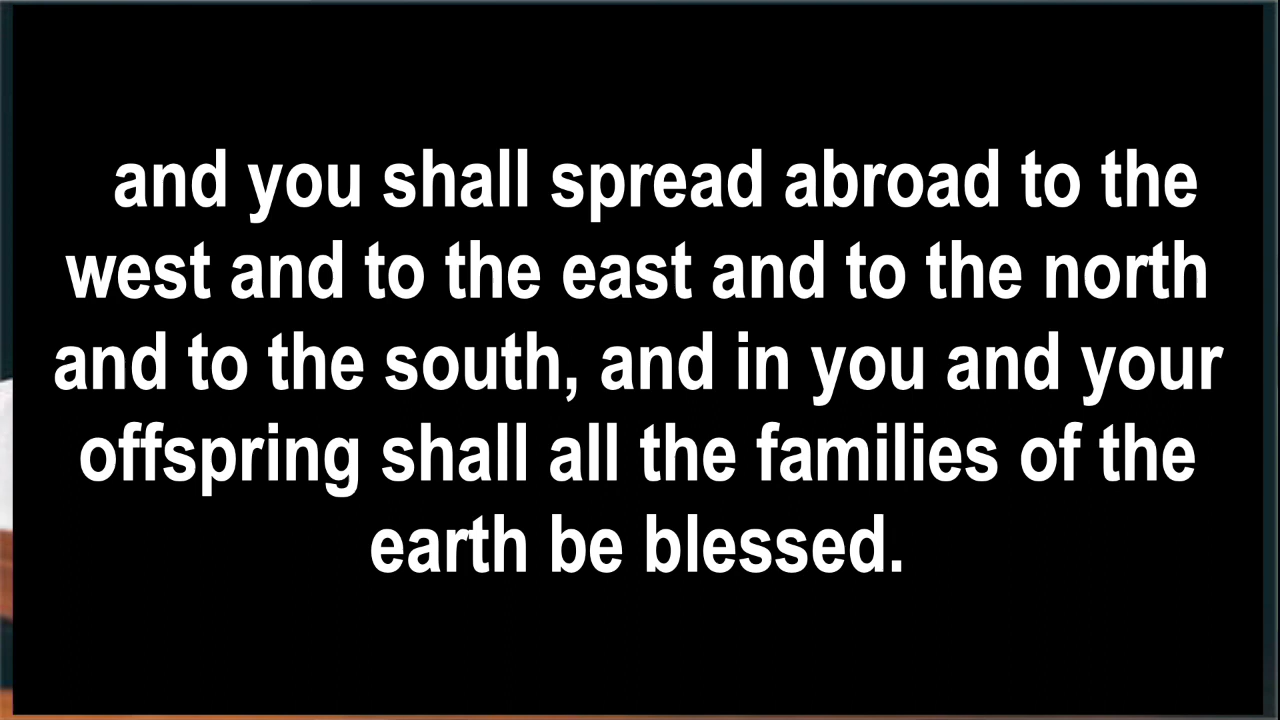 and you shall spread abroad to the
west and to the east and to the north
and to the south, and in you and your
offspring shall all the families of the
earth be blessed.